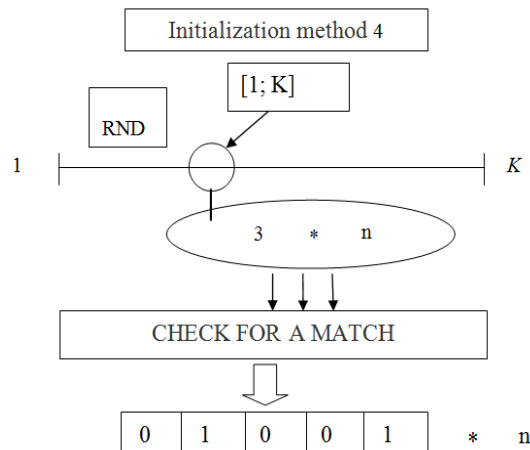 Initialization method 4
[1; K]
RND
1 K
3 * n
CHECK FOR A MATCH
0 1 0 0 1 * n